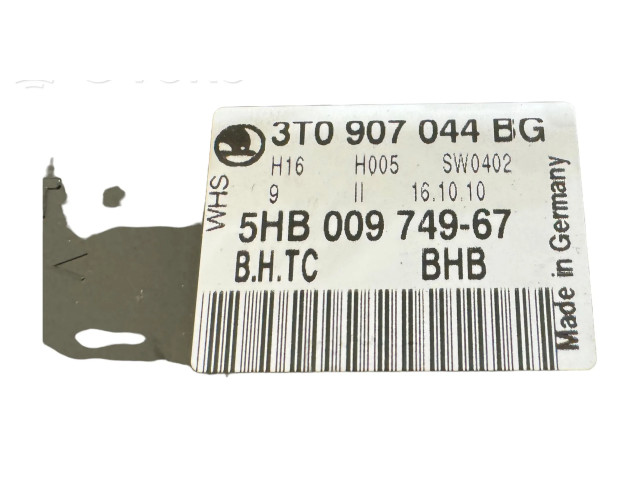 3T0 907 044 BG
H16 H005 SW0402
9 II 16.10.10
WHS
5HB 009 749-67
B.H.TC BHB
Made in Germany